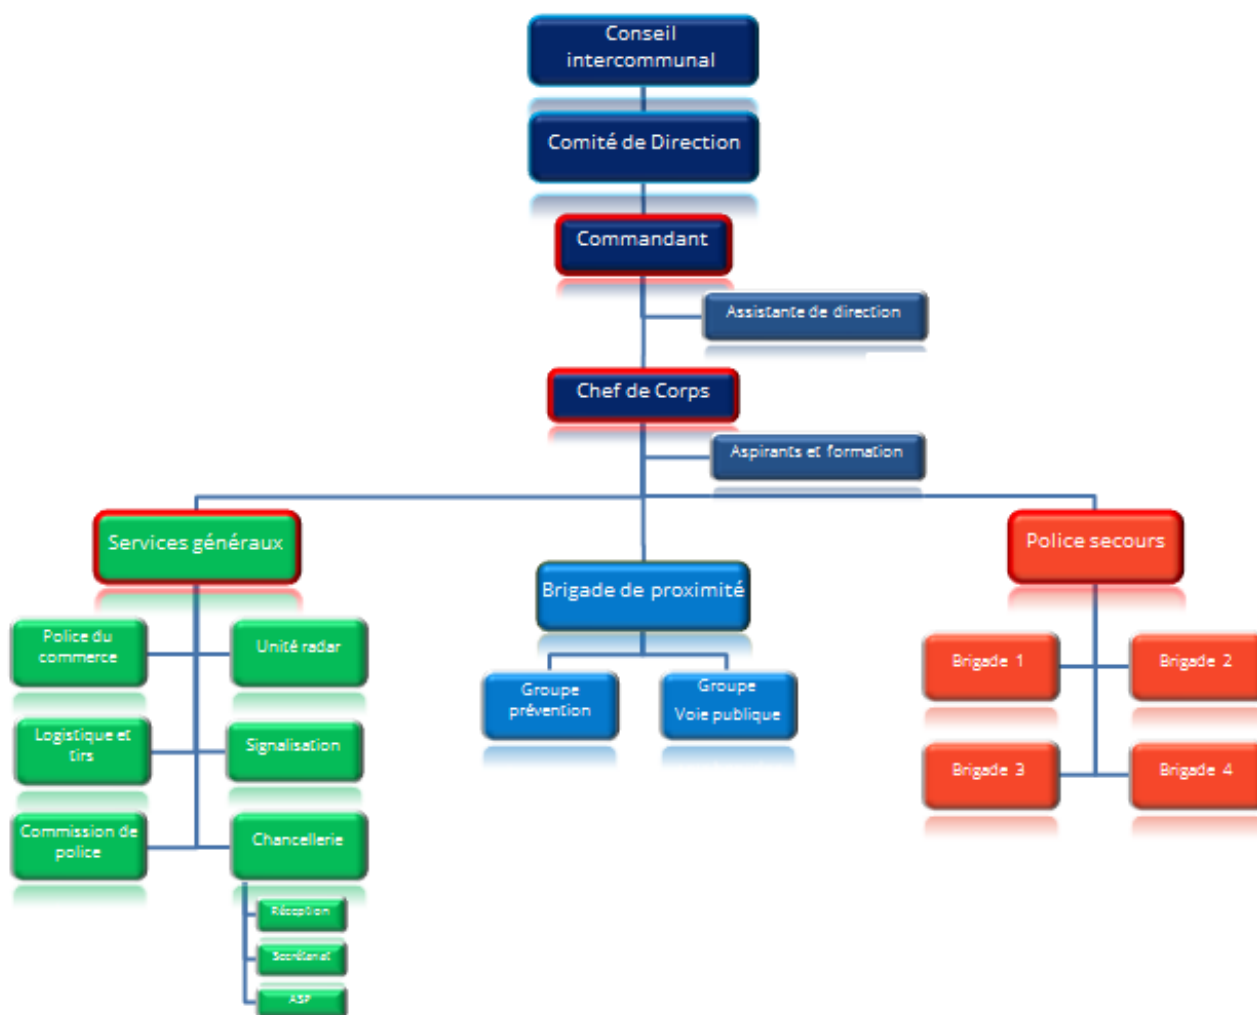 Conseil
intercommunal
Comité de Direction
Commandant
Assistante de direction
Chef de Corps
Aspirants et formation
Services généraux
Police du
commerce
Unité radar
Logistique et
tirs
Signalisation
Commission de
police
Chancellerie
Réception
Secrétariat
ASP
Brigade de proximité
Groupe
prévention
Groupe
Voie publique
Police secours
Brigade 1
Brigade 2
Brigade 3
Brigade 4